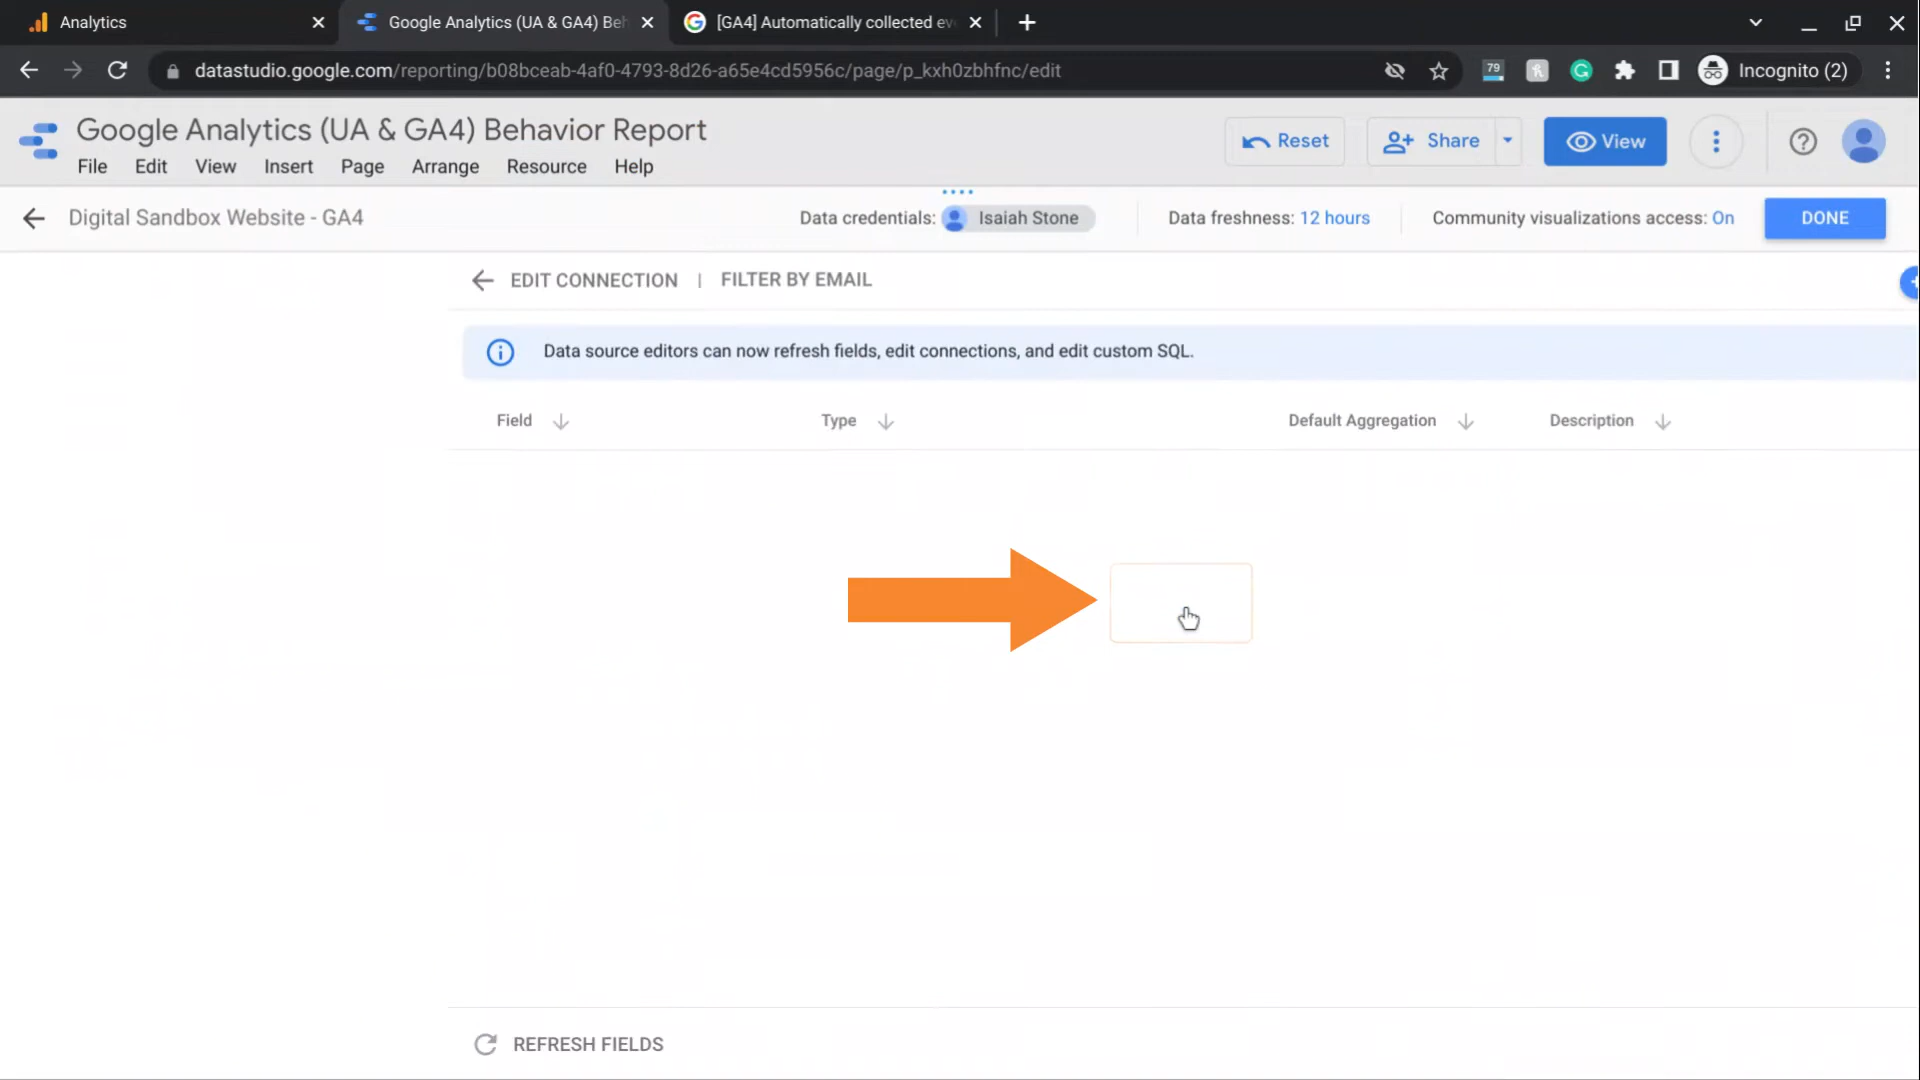 Analytics
Google Analytics (UA & GA4) Beh
[GA4] Automatically collected eve
datastudio.google.com/reporting/b08bceab-4af0-4793-8d26-a65e4cd5956c/page/p_kxh0zbhfnc/edit
79
Incognito (2)
Google Analytics (UA & GA4) Behavior Report
Reset
Share
View
File Edit View Insert Page Arrange Resource Help
Digital Sandbox Website - GA4
Data credentials: Isaiah Stone
Data freshness: 12 hours
Community visualizations access: On
DONE
EDIT CONNECTION | FILTER BY EMAIL
Data source editors can now refresh fields, edit connections, and edit custom SQL.
Field Type Default Aggregation Description
REFRESH FIELDS